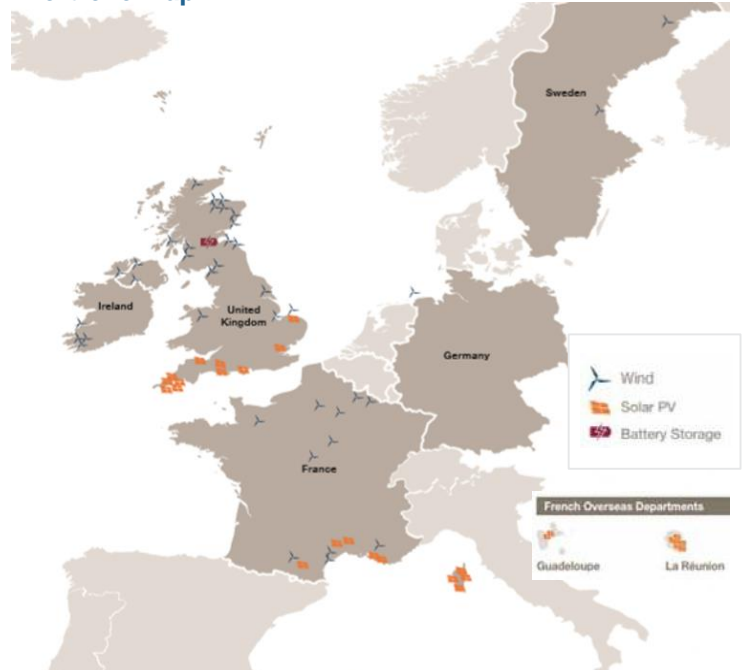 Sweden
Ireland
United
Kingdom
Germany
France
Wind
Solar PV
Battery Storage
French Overseas Departments
Guadeloupe
La Réunion